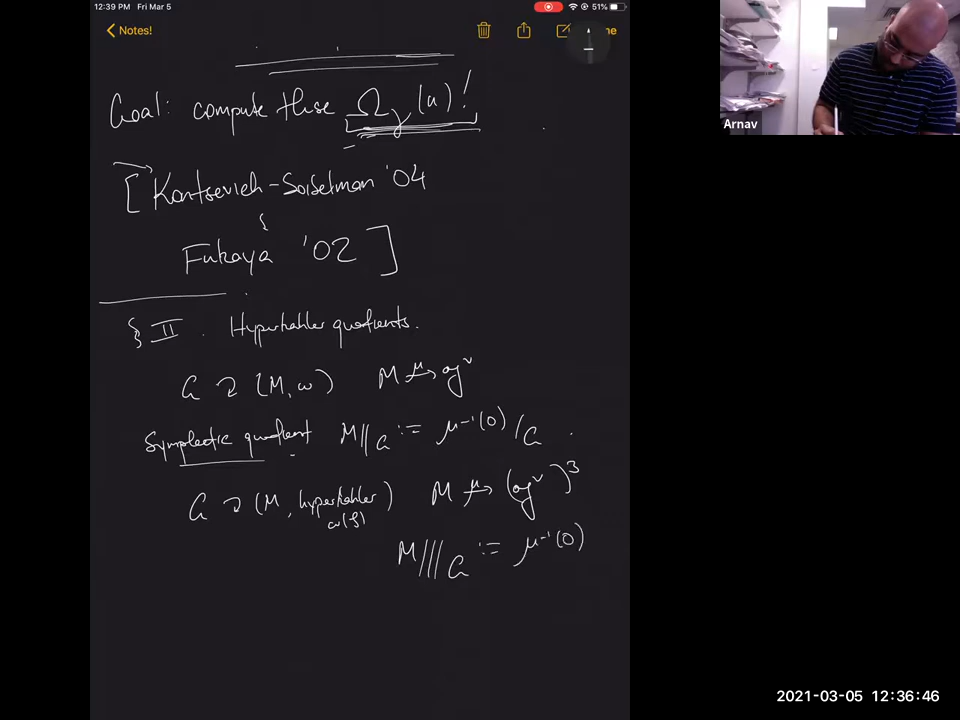 12:39 PM Fri Mar 5
51%
Notes!
Goal: compute these Ω_γ(u)!
[Kontsevich-Soibelman '04
&
Fukaya '02]
§ II. Hyperkahler quotients.
G ↻ (M, ω) M →^μ g^∨
Symplectic quotient M//G := μ^{-1}(0)/G.
G ↻ (M, hyperkahler) M →^μ (g^∨)^3
ω(ζ)
M///G := μ^{-1}(0)
Arnav
2021-03-05 12:36:46